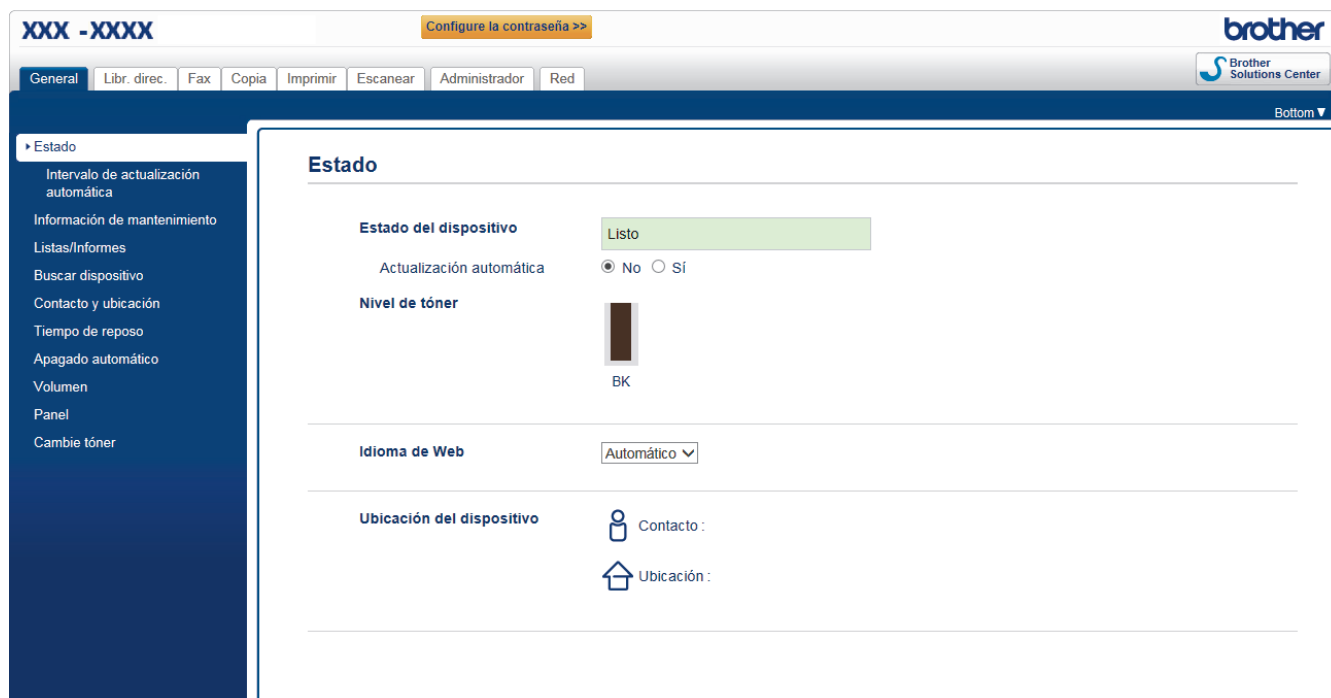 XXX -XXXX
Configure la contraseña >>
brother
General Libr. direc. Fax Copia Imprimir Escanear Administrador Red
Brother
Solutions Center
Bottom▼
Estado
Intervalo de actualización
automática
Información de mantenimiento
Listas/Informes
Buscar dispositivo
Contacto y ubicación
Tiempo de reposo
Apagado automático
Volumen
Panel
Cambie tóner
Estado
Estado del dispositivo Listo
Actualización automática No Sí
Nivel de tóner
BK
Idioma de Web Automático
Ubicación del dispositivo Contacto :
Ubicación :